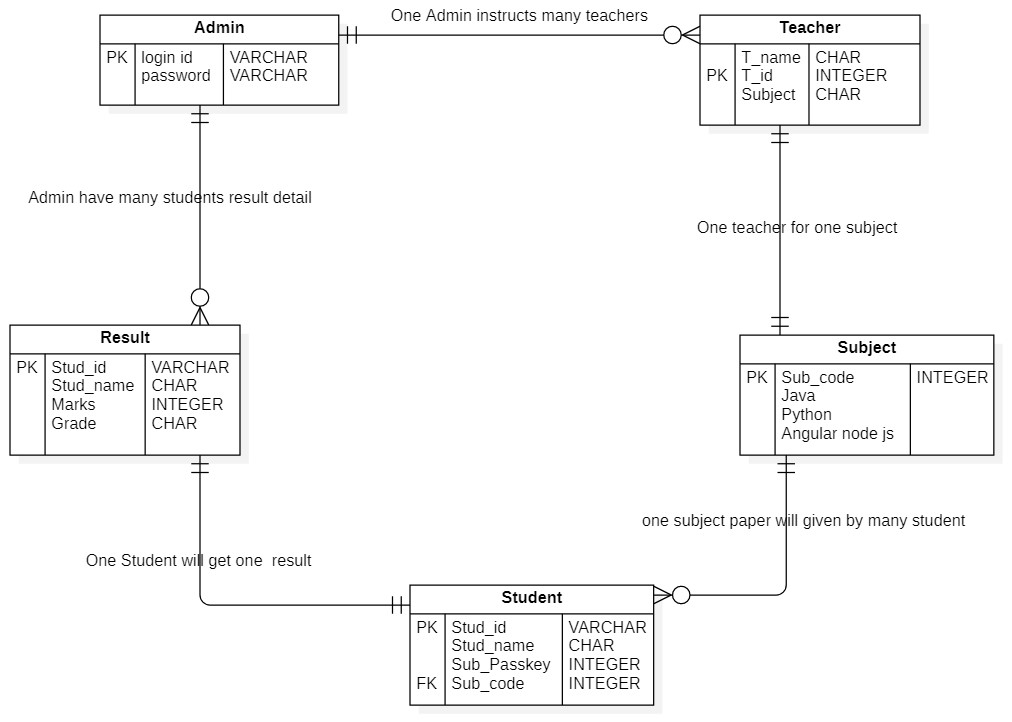 One Admin instructs many teachers
Admin
PK login id VARCHAR
password VARCHAR
Teacher
T_name CHAR
PK T_id INTEGER
Subject CHAR
Admin have many students result detail
One teacher for one subject
Result
PK Stud_id VARCHAR
Stud_name CHAR
Marks INTEGER
Grade CHAR
Subject
PK Sub_code INTEGER
Java
Python
Angular node js
one subject paper will given by many student
One Student will get one  result
Student
PK Stud_id VARCHAR
Stud_name CHAR
Sub_Passkey INTEGER
FK Sub_code INTEGER